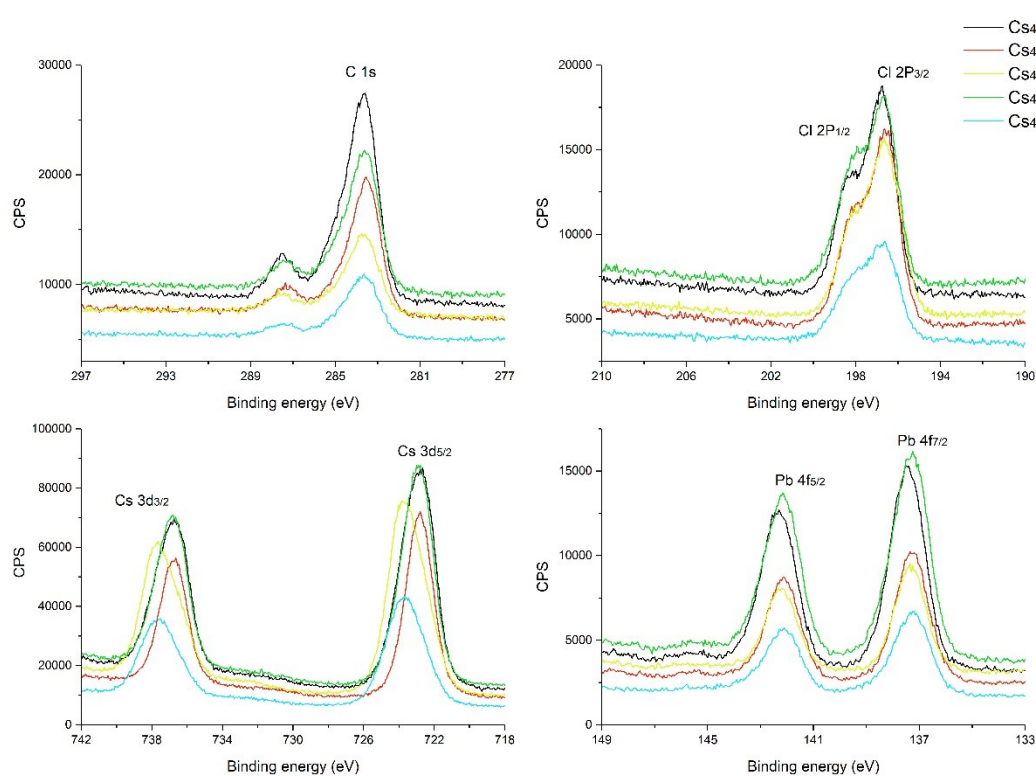 Cs4
Cs4
Cs4
Cs4
Cs4
C 1s
30000
20000
10000
CPS
297 293 289 285 281 277
Binding energy (eV)
Cl 2P3/2
Cl 2P1/2
20000
15000
10000
5000
CPS
210 206 202 198 194 190
Binding energy (eV)
Cs 3d5/2
Cs 3d3/2
100000
80000
60000
40000
20000
0
CPS
742 738 734 730 726 722 718
Binding energy (eV)
Pb 4f7/2
Pb 4f5/2
15000
10000
5000
0
CPS
149 145 141 137 133
Binding energy (eV)